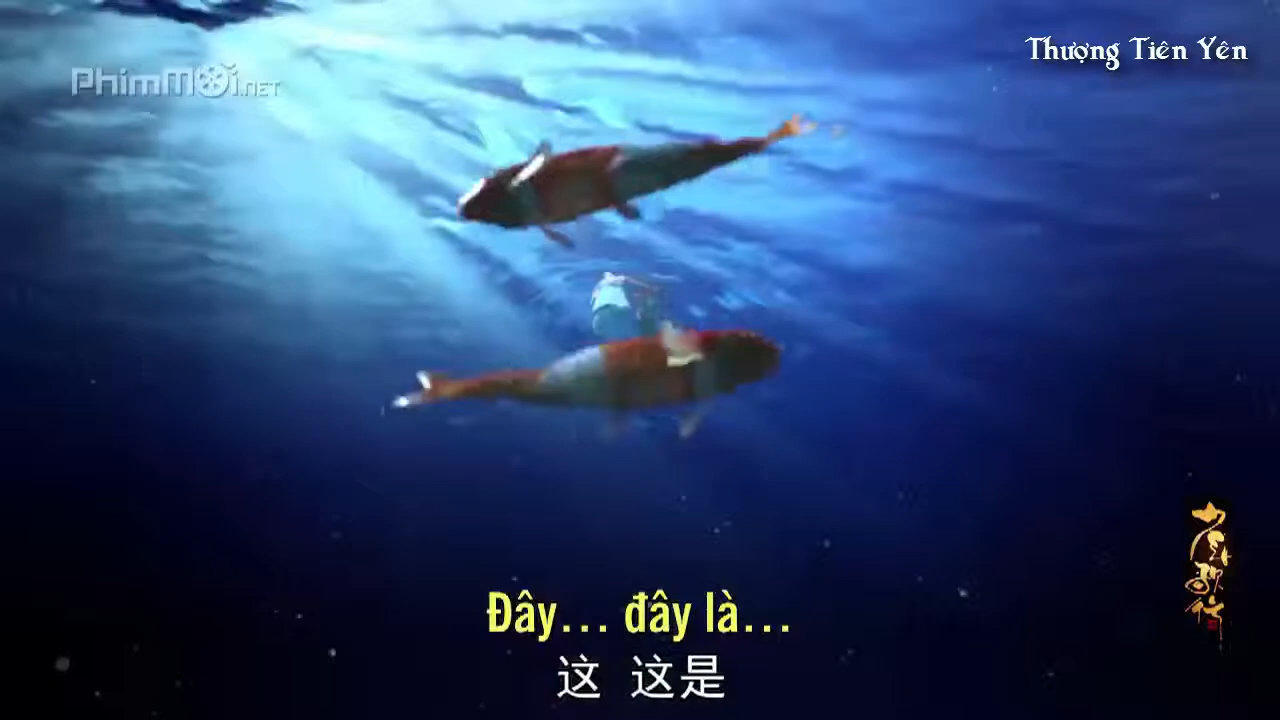 Thượng Tiên Yên
PhimMoi.NET
Đây... đây là...
这 这是